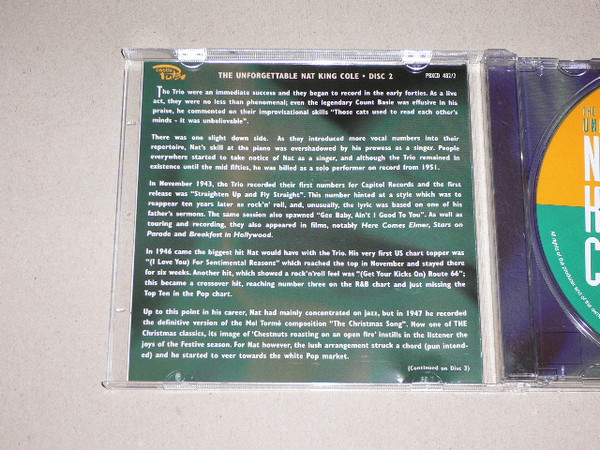 castle
Pulse
THE UNFORGETTABLE NAT KING COLE • DISC 2
PBXCD 482/2
The Trio were an immediate success and they began to record in the early forties. As a live
act, they were no less than phenomenal; even the legendary Count Basie was effusive in his
praise, he commented on their improvisational skills "Those cats used to read each other's
minds - it was unbelievable".
There was one slight down side. As they introduced more vocal numbers into their
repertoire, Nat's skill at the piano was overshadowed by his prowess as a singer. People
everywhere started to take notice of Nat as a singer, and although the Trio remained in
existence until the mid fifties, he was billed as a solo performer on record from 1951.
In November 1943, the Trio recorded their first numbers for Capitol Records and the first
release was "Straighten Up and Fly Straight". This number hinted at a style which was to
reappear ten years later as rock'n' roll, and, unusually, the lyric was based on one of his
father's sermons. The same session also spawned "Gee Baby, Ain't I Good To You". As well as
touring and recording, they also appeared in films, notably Here Comes Elmer, Stars on
Parade and Breakfast in Hollywood.
In 1946 came the biggest hit Nat would have with the Trio. His very first US chart topper was
"(I Love You) For Sentimental Reasons" which reached the top in November and stayed there
for six weeks. Another hit, which showed a rock'n'roll feel was "(Get Your Kicks On) Route 66";
this became a crossover hit, reaching number three on the R&B chart and just missing the
Top Ten in the Pop chart.
Up to this point in his career, Nat had mainly concentrated on jazz, but in 1947 he recorded
the definitive version of the Mel Tormé composition "The Christmas Song". Now one of THE
Christmas classics, its image of 'Chestnuts roasting on an open fire' instills in the listener the
joys of the Festive season. For Nat however, the lush arrangement struck a chord (pun intend-
ed) and he started to veer towards the white Pop market.
(Continued on Disc 3)
THE
UN
N
K
C
All rights of the producer and of the owner